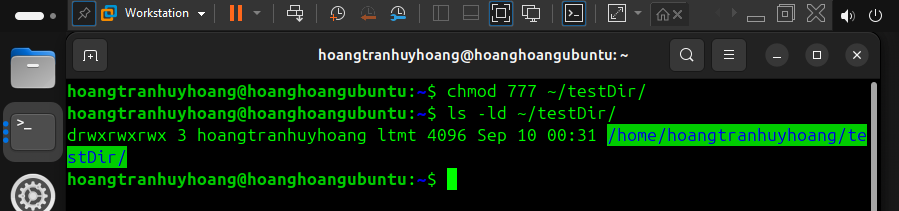 Workstation
hoangtranhuyhoang@hoanghoangubuntu: ~
hoangtranhuyhoang@hoanghoangubuntu:~$ chmod 777 ~/testDir/
hoangtranhuyhoang@hoanghoangubuntu:~$ ls -ld ~/testDir/
drwxrwxrwx 3 hoangtranhuyhoang ltmt 4096 Sep 10 00:31 /home/hoangtranhuyhoang/te
stDir/
hoangtranhuyhoang@hoanghoangubuntu:~$